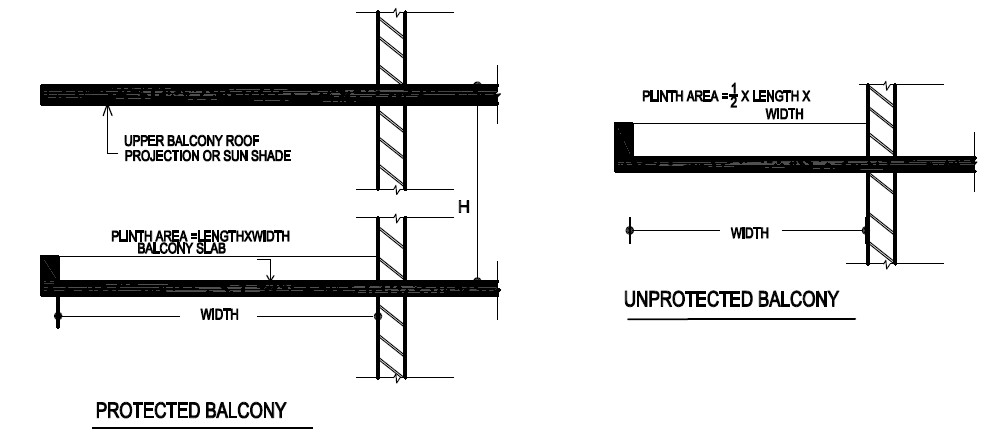 UPPER BALCONY ROOF
PROJECTION OR SUN SHADE
H
PLINTH AREA =LENGTHXWIDTH
BALCONY SLAB
WIDTH
PROTECTED BALCONY
PLINTH AREA =1/2 X LENGTH X
WIDTH
WIDTH
UNPROTECTED BALCONY